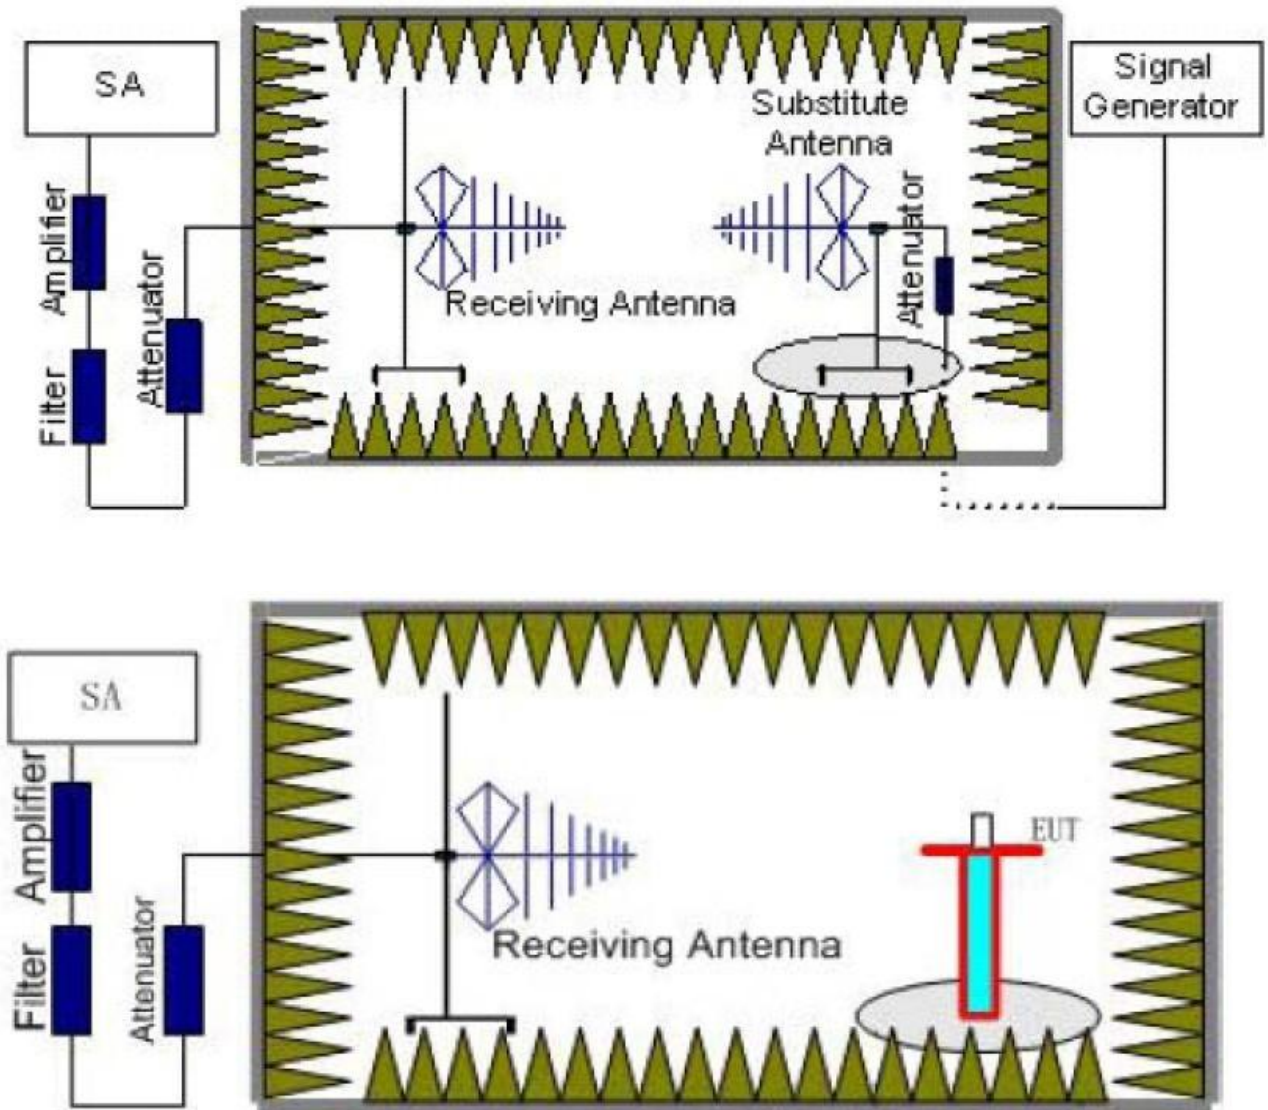 SA
Signal
Generator
Substitute
Antenna
Amplifier
Attenuator
Attenuator
Receiving Antenna
Filter
SA
Amplifier
EUT
Attenuator
Receiving Antenna
Filter